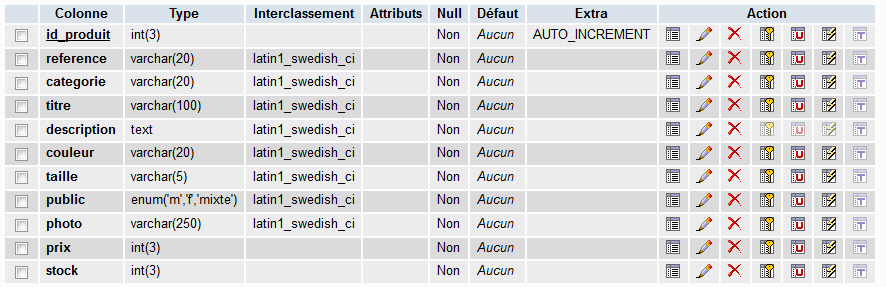 Colonne Type Interclassement Attributs Null Défaut Extra Action
id_produit int(3) Non Aucun AUTO_INCREMENT
reference varchar(20) latin1_swedish_ci Non Aucun
categorie varchar(20) latin1_swedish_ci Non Aucun
titre varchar(100) latin1_swedish_ci Non Aucun
description text latin1_swedish_ci Non Aucun
couleur varchar(20) latin1_swedish_ci Non Aucun
taille varchar(5) latin1_swedish_ci Non Aucun
public enum('m','f','mixte') latin1_swedish_ci Non Aucun
photo varchar(250) latin1_swedish_ci Non Aucun
prix int(3) Non Aucun
stock int(3) Non Aucun